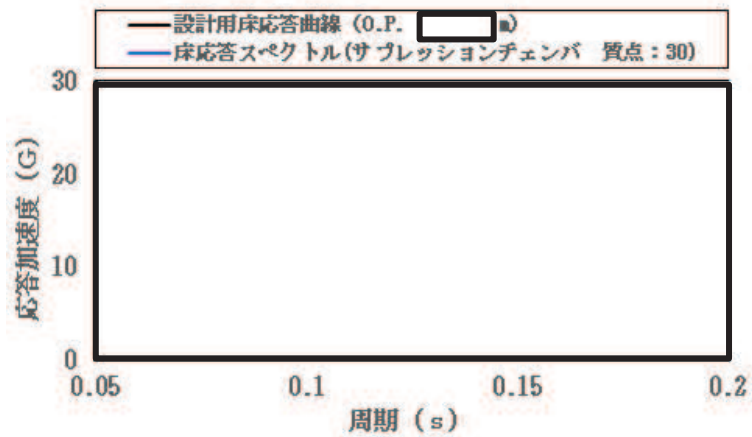 設計用床応答曲線 (O.P. m)
床応答スペクトル(サプレッションチェンバ 質点：30)
30
20
10
0
応答加速度 (G)
0.05 0.1 0.15 0.2
周期 (s)